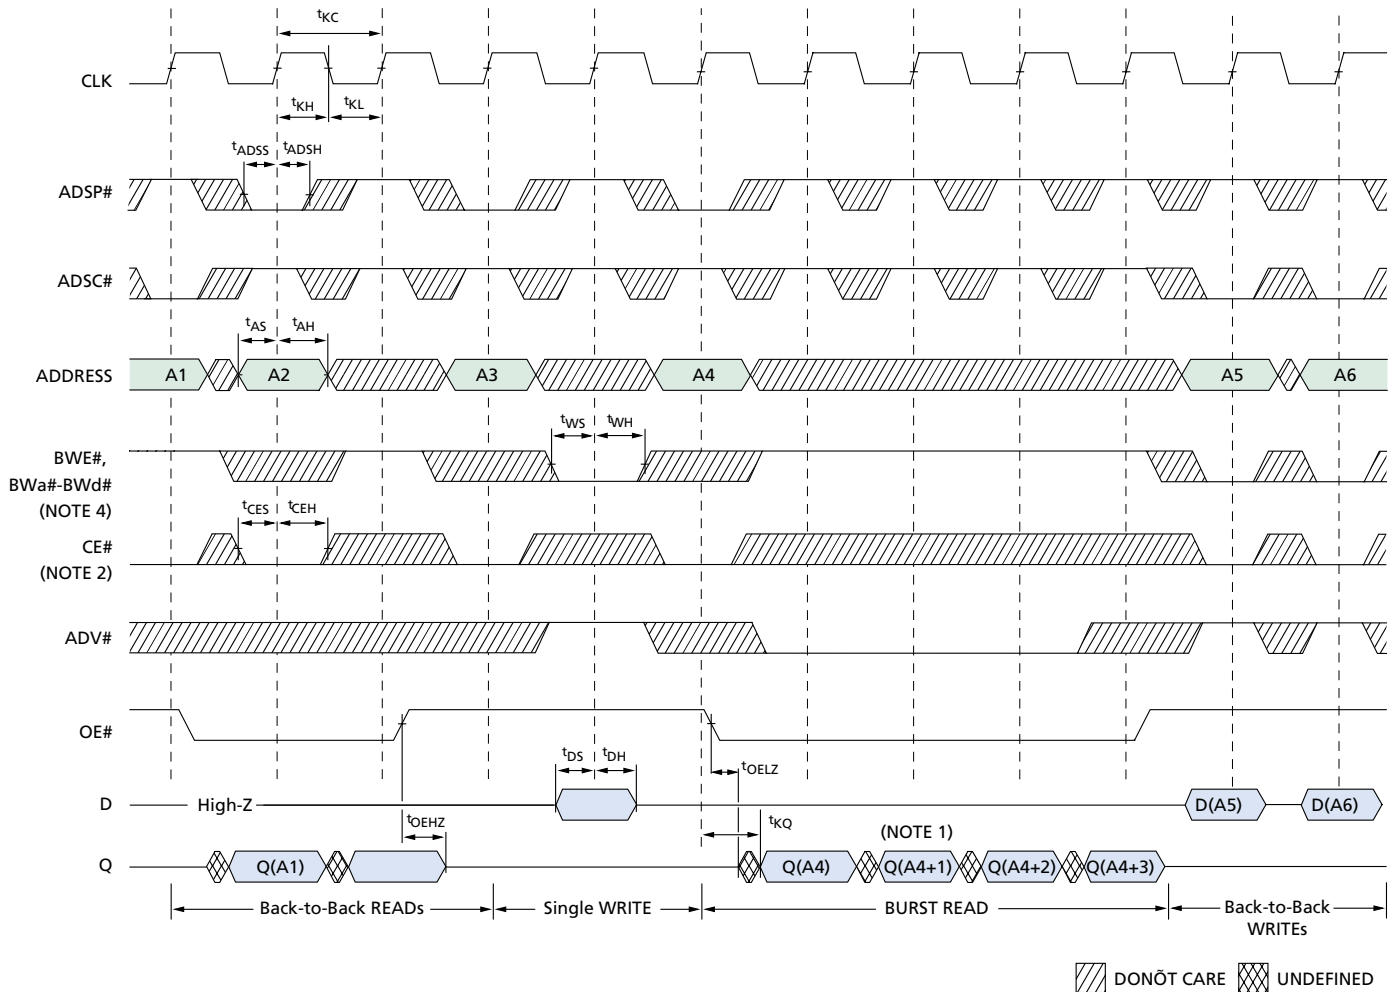 tKC
CLK
tKH
tKL
tADSS
tADSH
ADSP#
ADSC#
tAS
tAH
ADDRESS
A1
A2
A3
A4
A5
A6
tWS
tWH
BWE#,
BWa#-BWd#
(NOTE 4)
tCES
tCEH
CE#
(NOTE 2)
ADV#
OE#
tDS
tDH
tOELZ
D
High-Z
D(A5)
D(A6)
tOEHZ
tKQ
(NOTE 1)
Q
Q(A1)
Q(A4)
Q(A4+1)
Q(A4+2)
Q(A4+3)
Back-to-Back READs
Single WRITE
BURST READ
Back-to-Back
WRITEs
DONÕT CARE
UNDEFINED